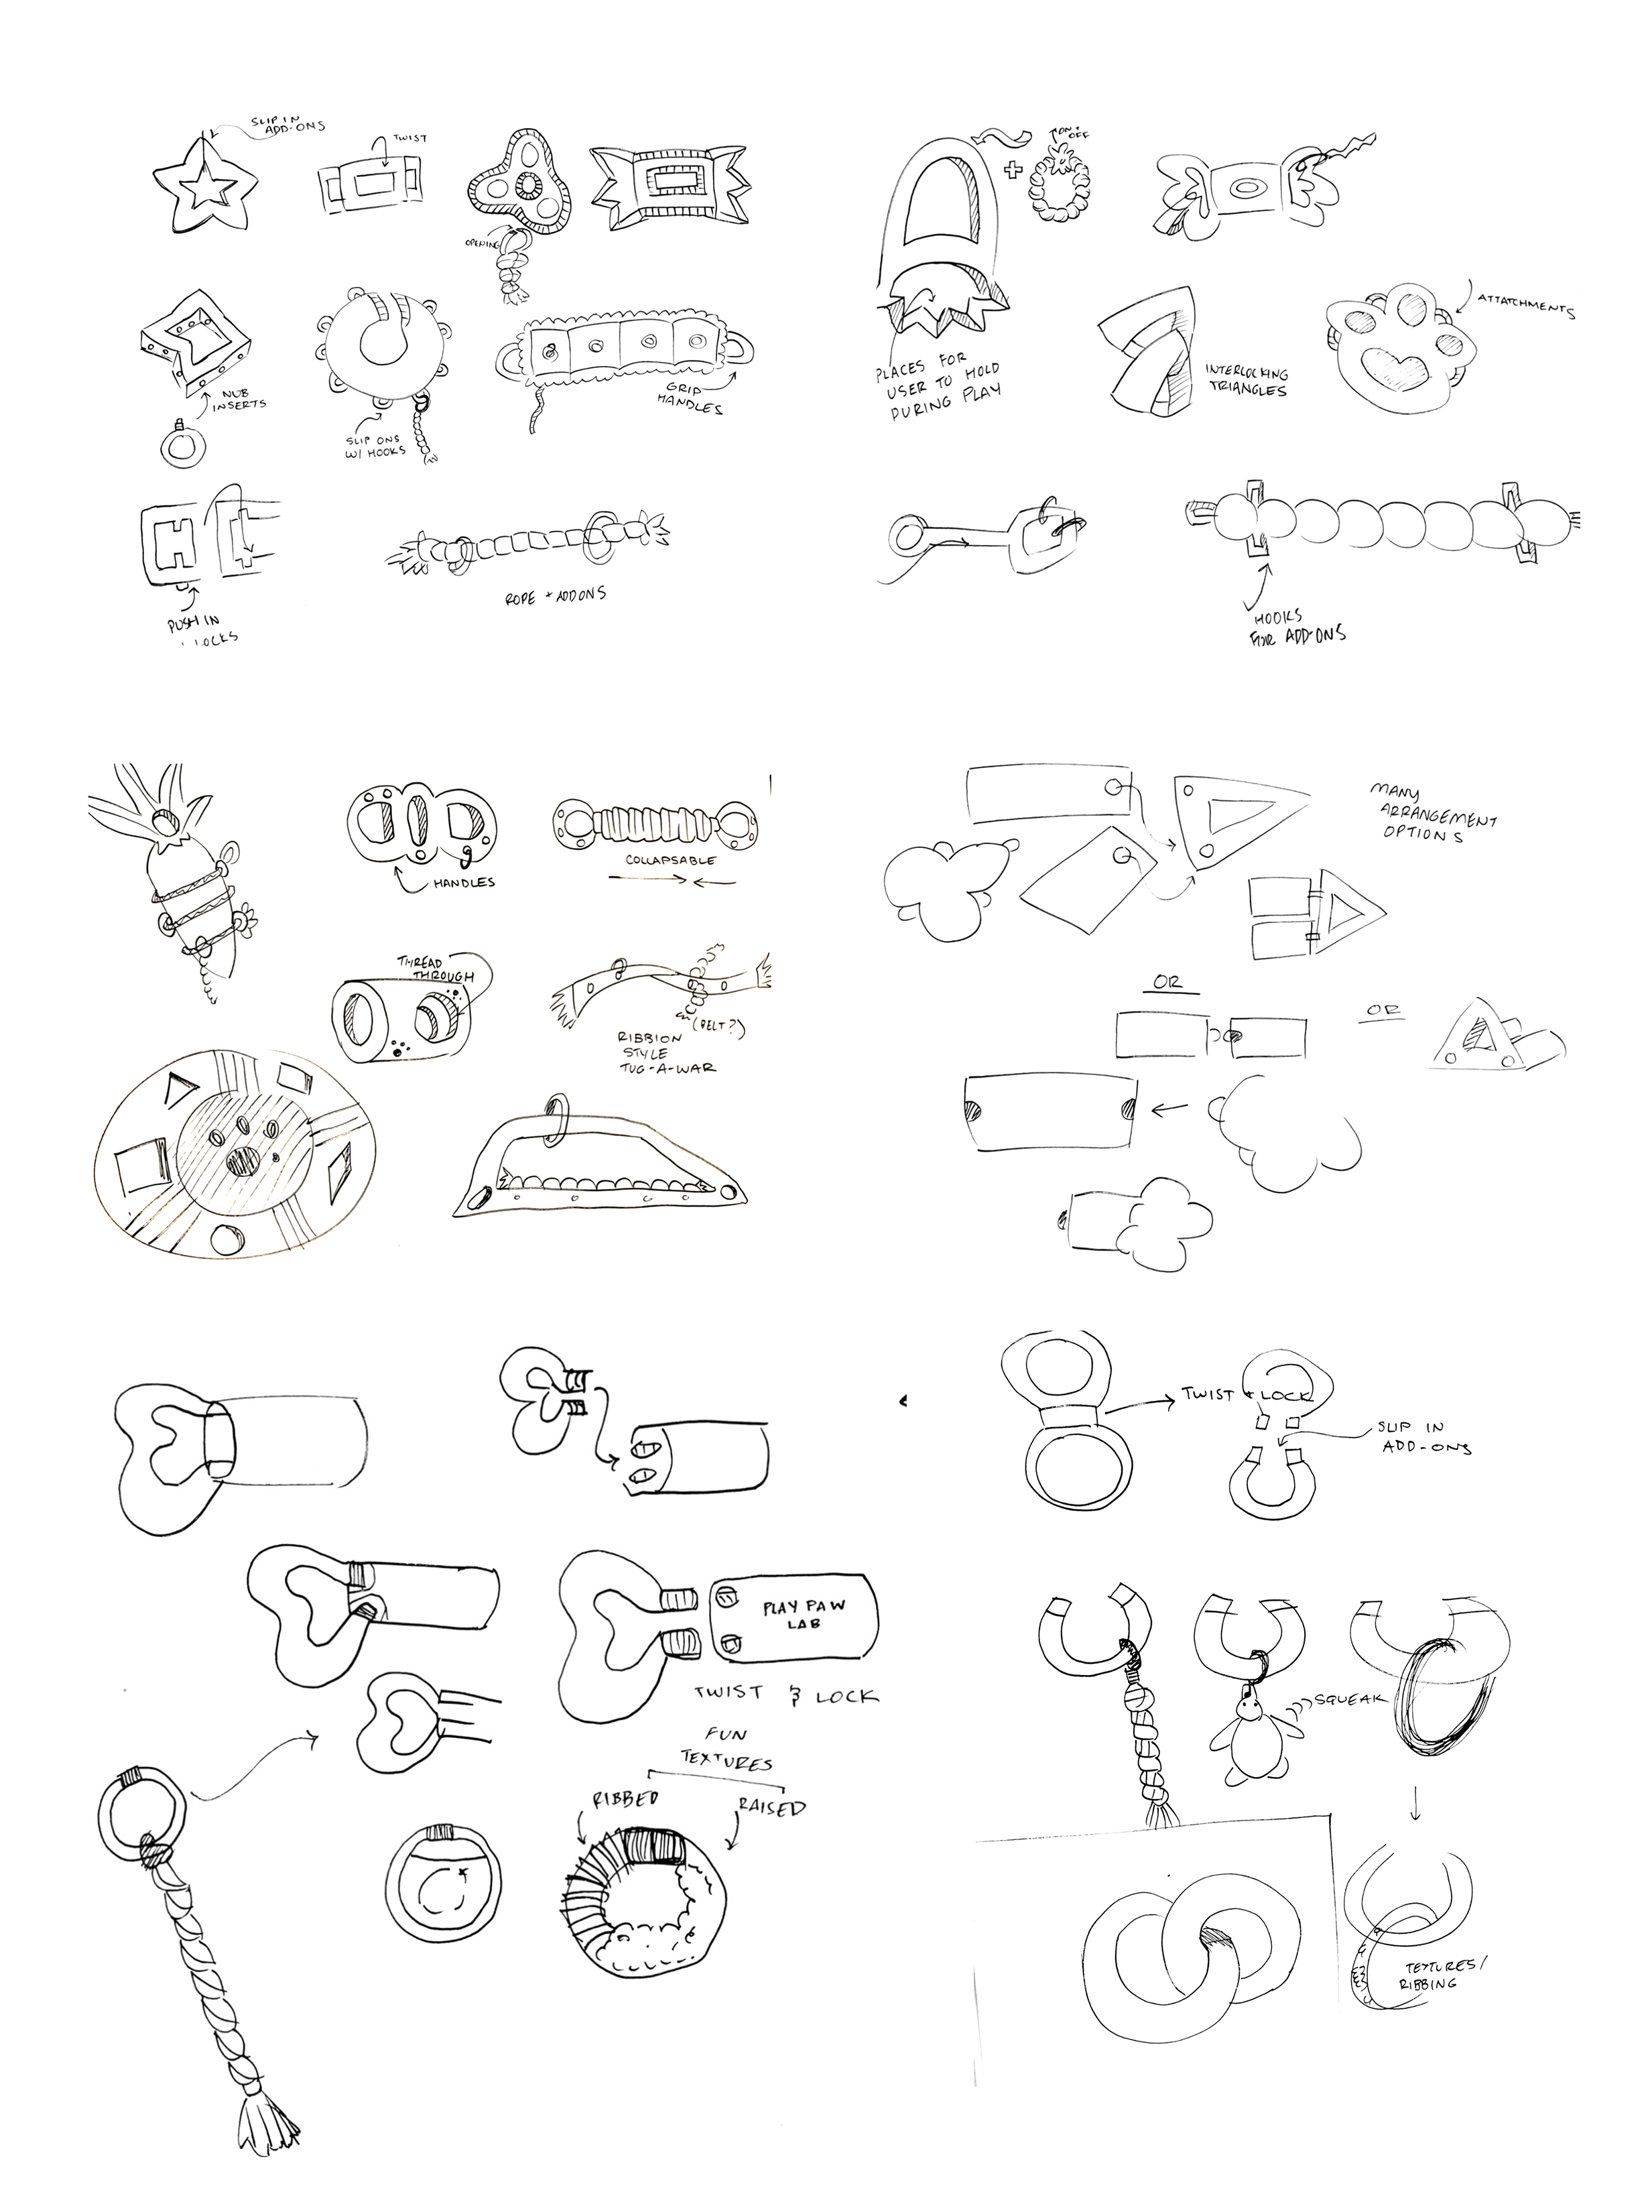 SLIP IN
ADD-ONS
TWIST
OPENING
NUB
INSERTS
SLIP ONS
W/ HOOKS
GRIP
HANDLES
PUSH IN
ROPE + ADDONS
ON +
OFF
+
PLACES FOR
USER TO HOLD
DURING PLAY
INTERLOCKING
TRIANGLES
ATTATCHMENTS
HOOKS
FOR ADD-ONS
HANDLES
COLLAPSABLE
THREAD
THROUGH
(BELT?)
RIBBION
STYLE
TUG-A-WAR
MANY
ARRANGEMENT
OPTIONS
OR
OR
PLAY PAW
LAB
TWIST & LOCK
FUN
TEXTURES
RIBBED
RAISED
TWIST + LOCK
SLIP IN
ADD-ONS
SQUEAK
TEXTURES/
RIBBING